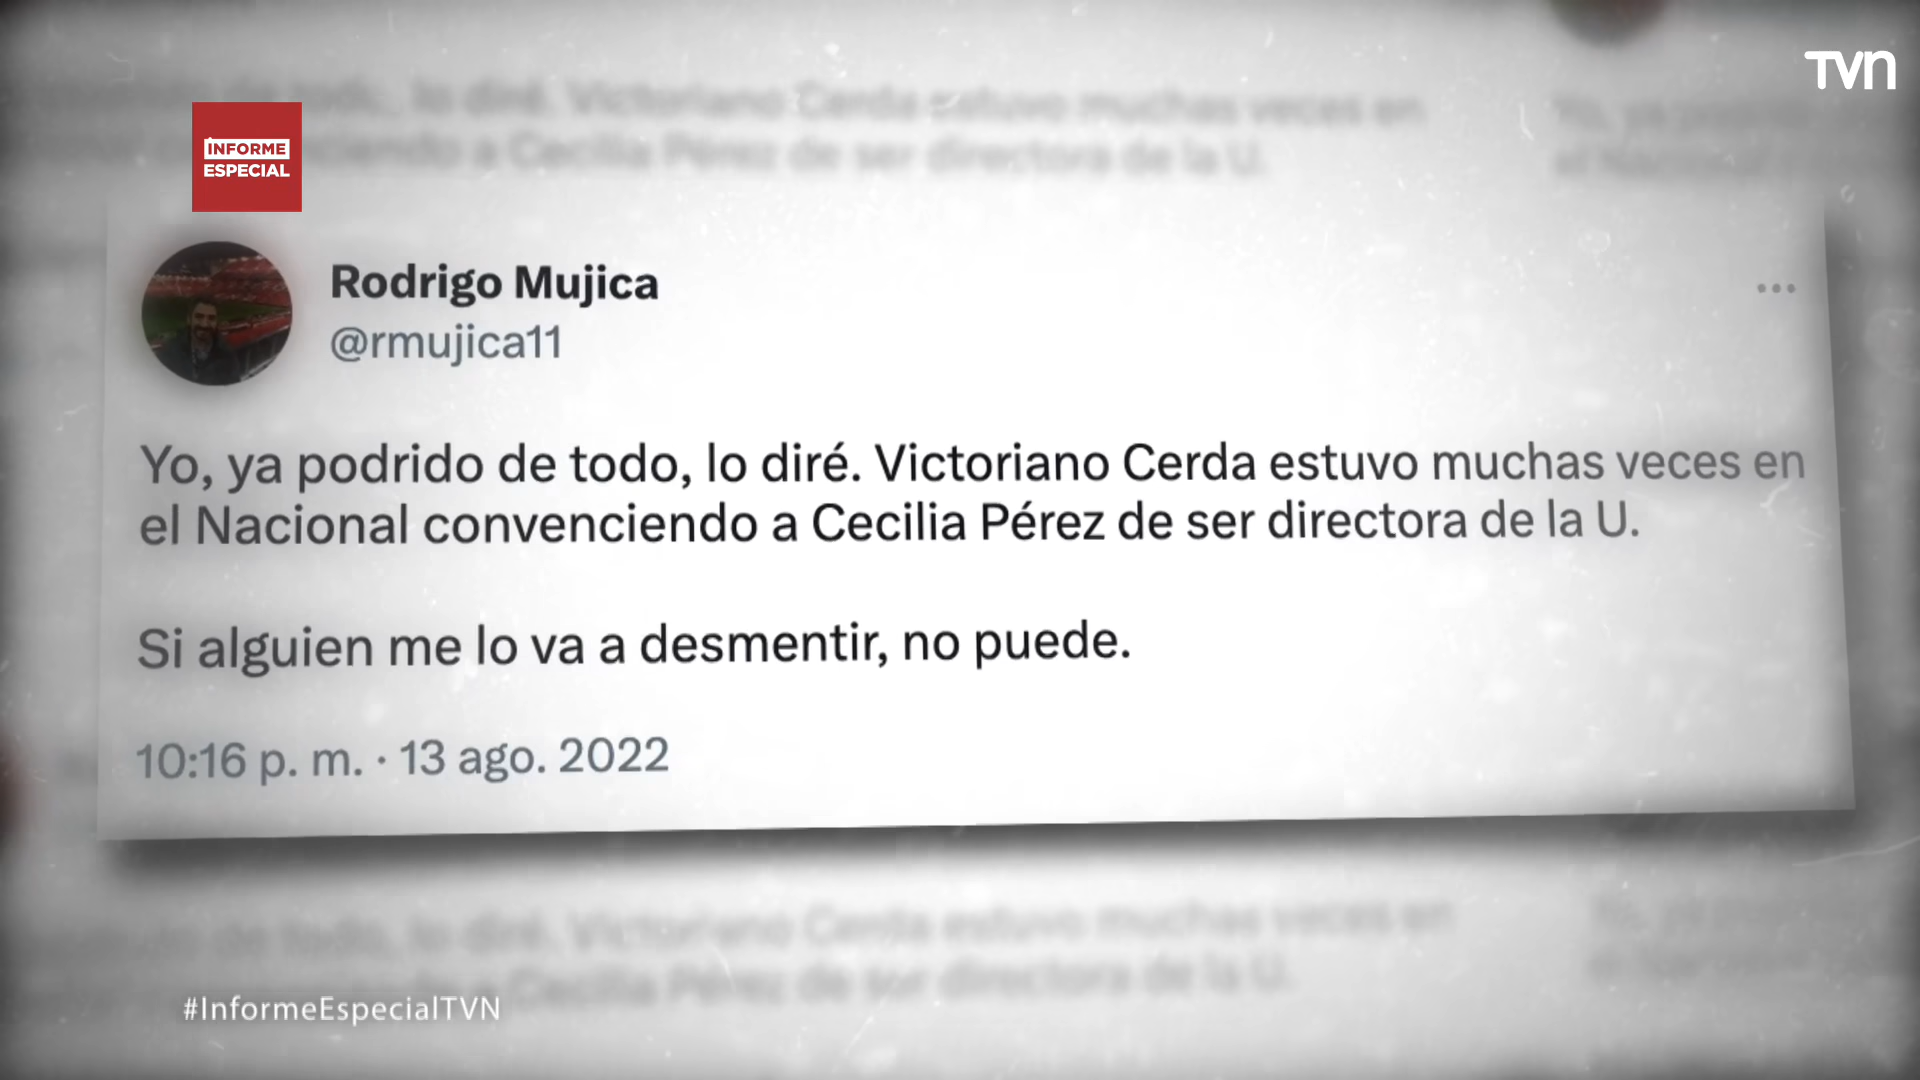 TVN
INFORME
ESPECIAL
Rodrigo Mujica
@rmujica11
Yo, ya podrido de todo, lo diré. Victoriano Cerda estuvo muchas veces en
el Nacional convenciendo a Cecilia Pérez de ser directora de la U.
Si alguien me lo va a desmentir, no puede.
10:16 p. m. · 13 ago. 2022
#InformeEspecialTVN